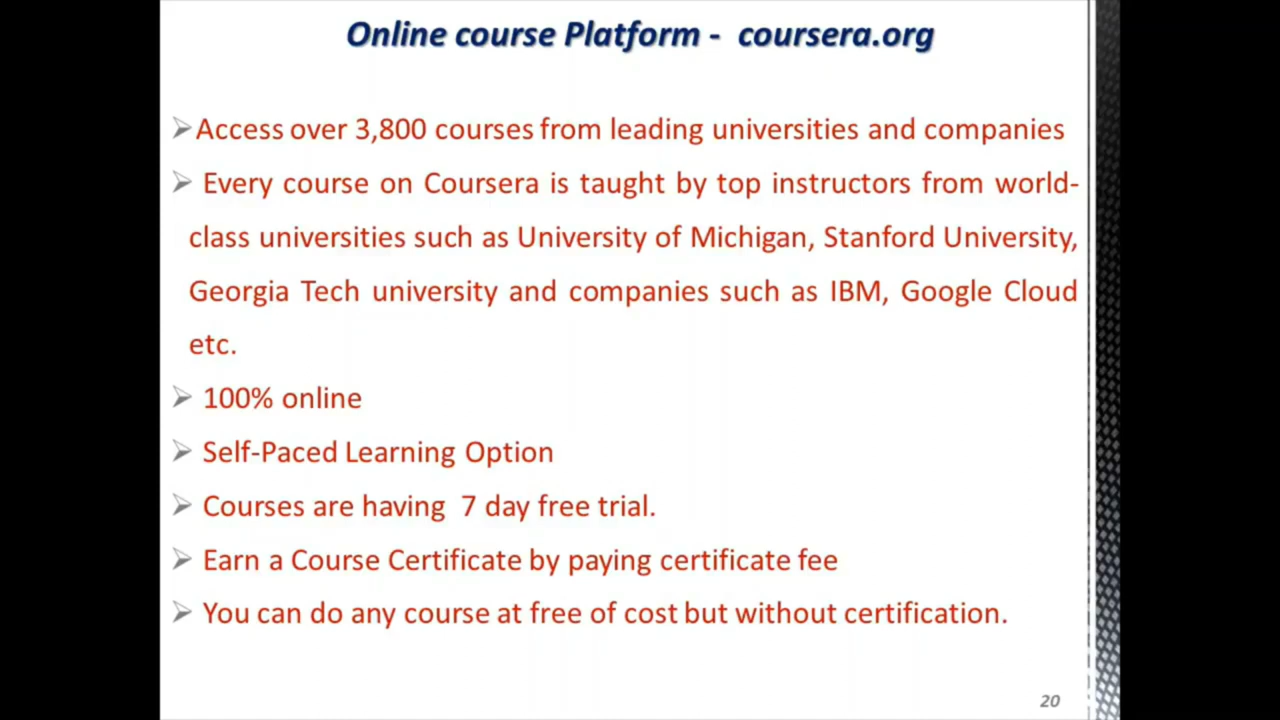 Online course Platform - coursera.org
Access over 3,800 courses from leading universities and companies
Every course on Coursera is taught by top instructors from world-
class universities such as University of Michigan, Stanford University,
Georgia Tech university and companies such as IBM, Google Cloud
etc.
100% online
Self-Paced Learning Option
Courses are having 7 day free trial.
Earn a Course Certificate by paying certificate fee
You can do any course at free of cost but without certification.
20